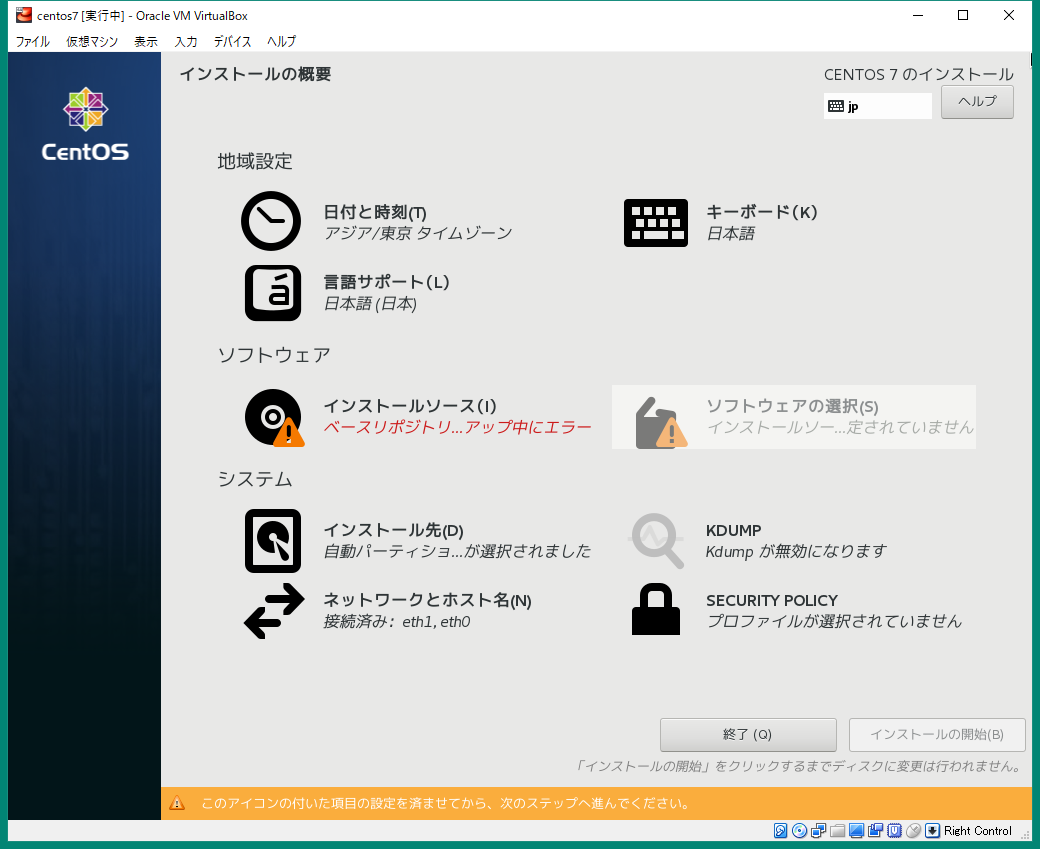 centos7 [実行中] - Oracle VM VirtualBox
ファイル 仮想マシン 表示 入力 デバイス ヘルプ
インストールの概要
CENTOS 7 のインストール
jp
ヘルプ
CentOS
地域設定
日付と時刻(T)
アジア/東京 タイムゾーン
キーボード(K)
日本語
言語サポート(L)
日本語 (日本)
ソフトウェア
インストールソース(I)
ベースリポジトリ...アップ中にエラー
ソフトウェアの選択(S)
インストールソー...定されていません
システム
インストール先(D)
自動パーティショ...が選択されました
KDUMP
Kdump が無効になります
ネットワークとホスト名(N)
接続済み: eth1, eth0
SECURITY POLICY
プロファイルが選択されていません
終了 (Q)
インストールの開始(B)
「インストールの開始」をクリックするまでディスクに変更は行われません。
このアイコンの付いた項目の設定を済ませてから、次のステップへ進んでください。
Right Control